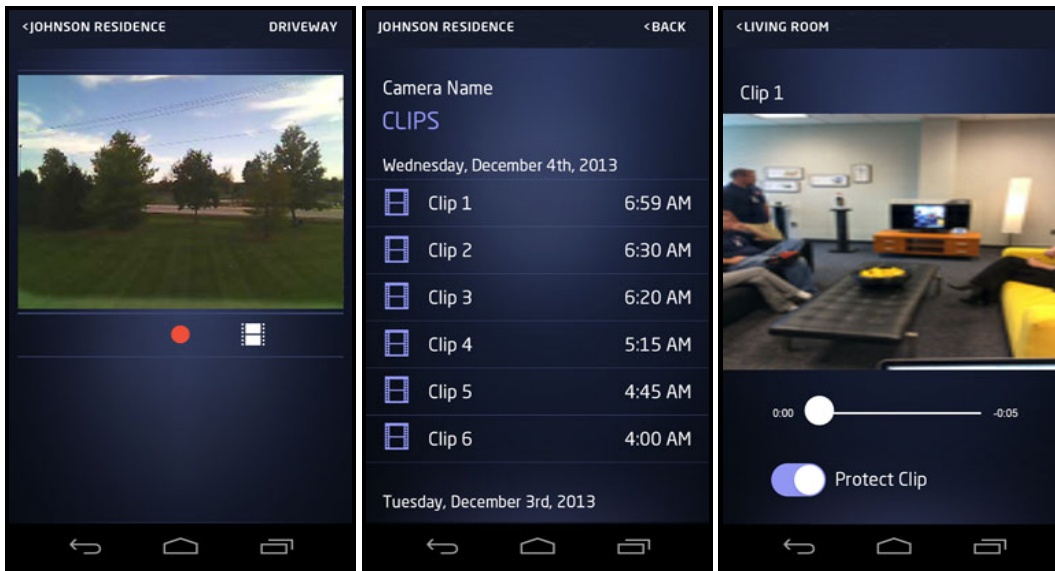 <JOHNSON RESIDENCE DRIVEWAY
JOHNSON RESIDENCE <BACK
Camera Name
CLIPS
Wednesday, December 4th, 2013
Clip 1 6:59 AM
Clip 2 6:30 AM
Clip 3 6:20 AM
Clip 4 5:15 AM
Clip 5 4:45 AM
Clip 6 4:00 AM
Tuesday, December 3rd, 2013
<LIVING ROOM
Clip 1
0:00 -0:05
Protect Clip